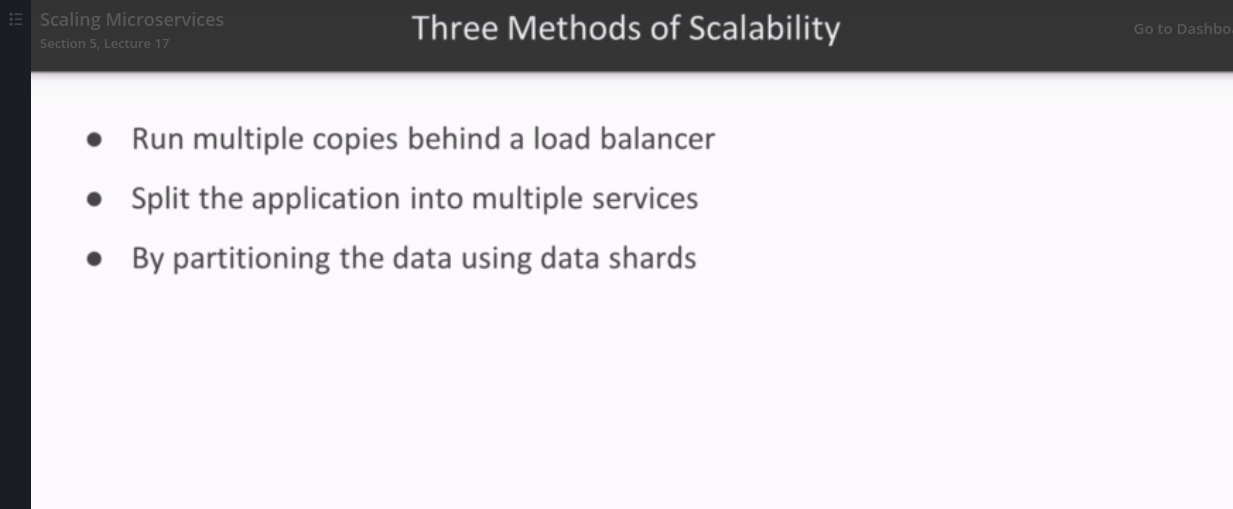 Scaling Microservices
Section 5, Lecture 17
Three Methods of Scalability
Go to Dashbo
● Run multiple copies behind a load balancer
● Split the application into multiple services
● By partitioning the data using data shards